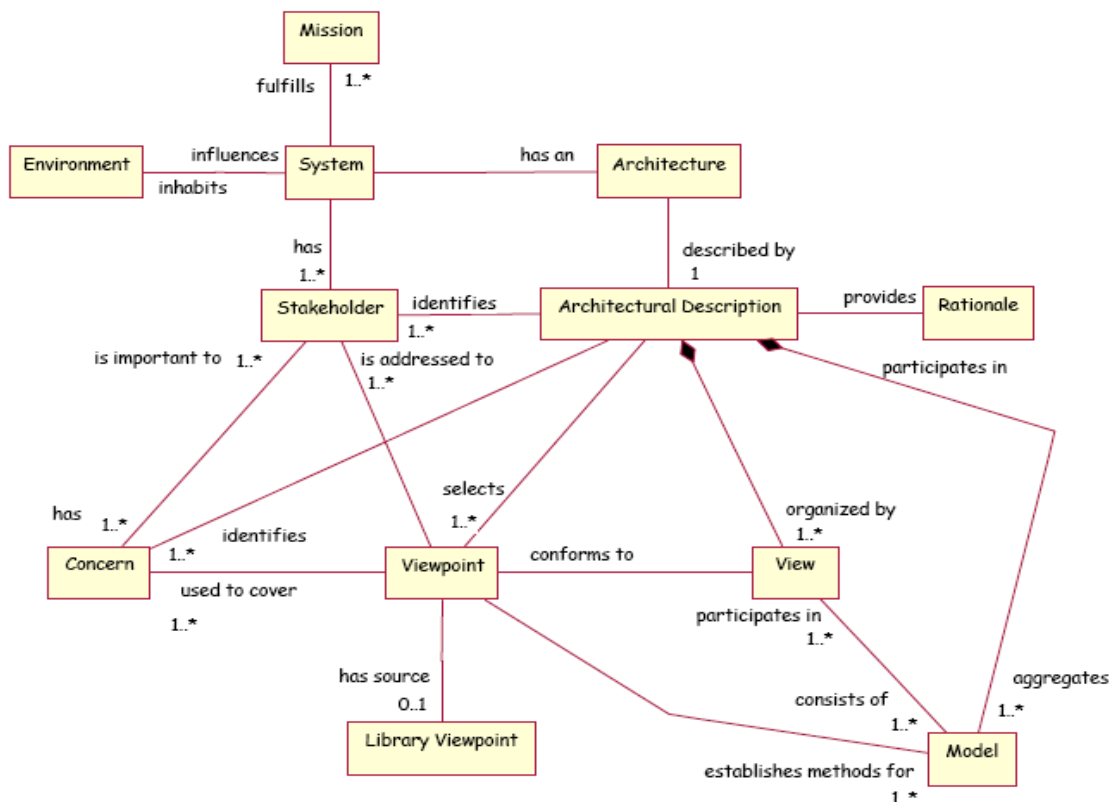 Mission
fulfills
1..*
Environment
influences
inhabits
System
has an
Architecture
has
1..*
described by
1
Stakeholder
identifies
1..*
Architectural Description
provides
Rationale
is important to
1..*
is addressed to
1..*
participates in
selects
1..*
organized by
1..*
has
1..*
identifies
1..*
Concern
used to cover
1..*
Viewpoint
conforms to
View
participates in
1..*
has source
0..1
Library Viewpoint
consists of
1..*
aggregates
1..*
Model
establishes methods for
1..*